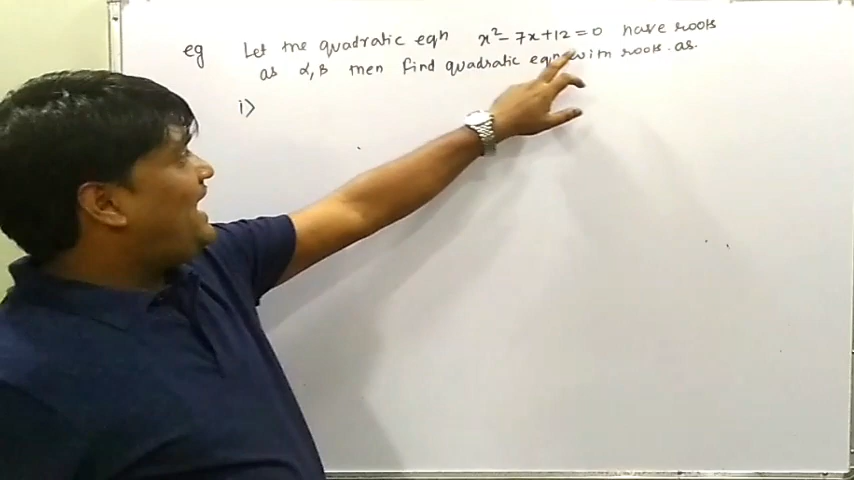 eg Let the quadratic eqn x² - 7x + 12 = 0 have roots
as α, β then find quadratic eqn with roots. as.
i>